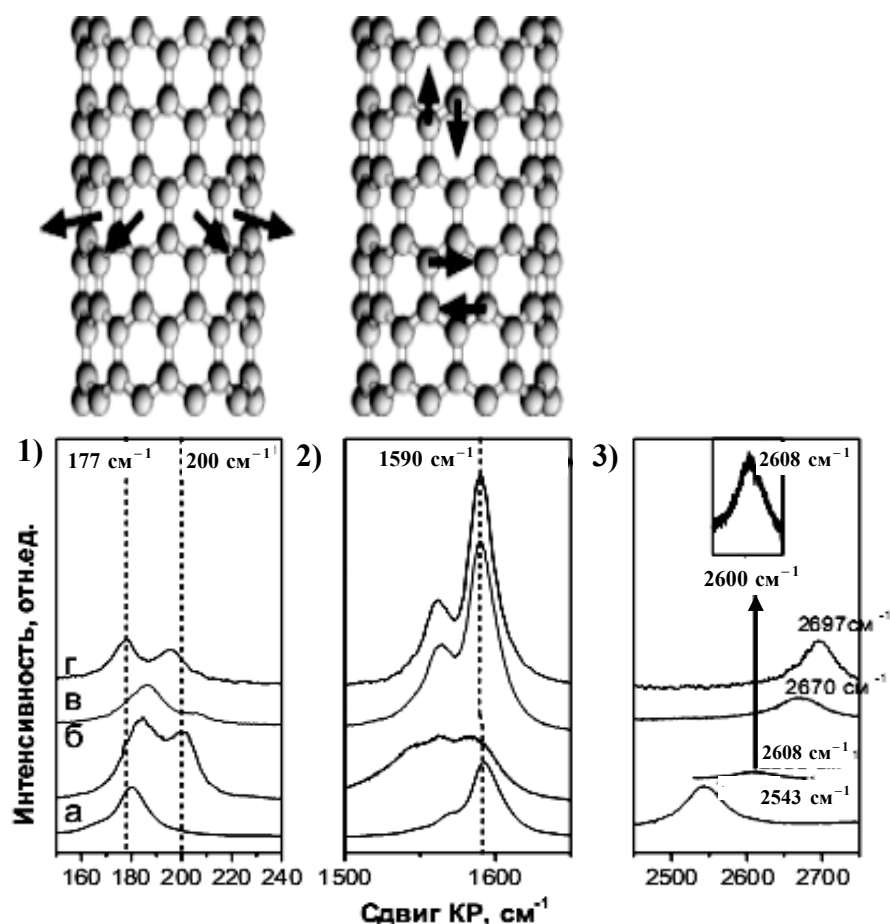 1)
177 см⁻¹
200 см⁻¹
2)
1590 см⁻¹
3)
2608 см⁻¹
2600 см⁻¹
2697см⁻¹
2670 см⁻¹
2608 см⁻¹
2543 см⁻¹
г
в
б
а
Интенсивность, отн.ед.
160 180 200 220 240
1500 1600
2500 2600 2700
Сдвиг КР, см⁻¹